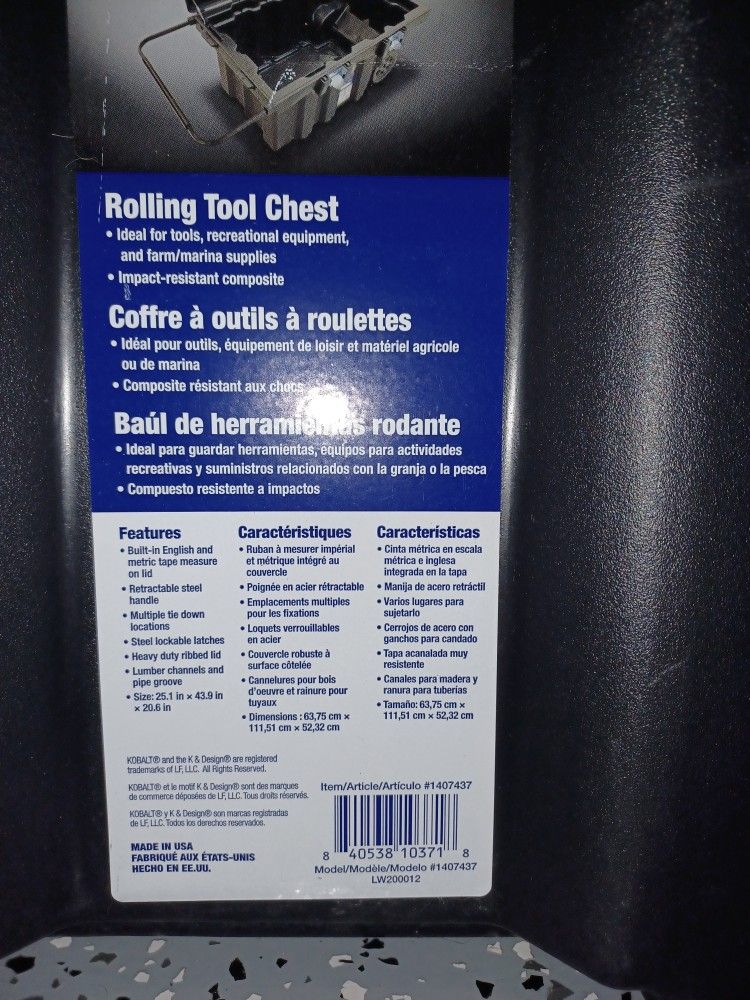 Rolling Tool Chest
• Ideal for tools, recreational equipment,
and farm/marina supplies
• Impact-resistant composite
Coffre à outils à roulettes
• Idéal pour outils, équipement de loisir et matériel agricole
ou de marina
• Composite résistant aux chocs
Baúl de herramientas rodante
• Ideal para guardar herramientas, equipos para actividades
recreativas y suministros relacionados con la granja o la pesca
• Compuesto resistente a impactos
Features
• Built-in English and
metric tape measure
on lid
• Retractable steel
handle
• Multiple tie down
locations
• Steel lockable latches
• Heavy duty ribbed lid
• Lumber channels and
pipe groove
• Size: 25.1 in × 43.9 in
× 20.6 in
Caractéristiques
• Ruban à mesurer impérial
et métrique intégré au
couvercle
• Poignée en acier rétractable
• Emplacements multiples
pour les fixations
• Loquets verrouillables
en acier
• Couvercle robuste à
surface côtelée
• Cannelures pour bois
d'oeuvre et rainure pour
tuyaux
• Dimensions : 63,75 cm ×
111,51 cm × 52,32 cm
Características
• Cinta métrica en escala
métrica e inglesa
integrada en la tapa
• Manija de acero retráctil
• Varios lugares para
sujetarlo
• Cerrojos de acero con
ganchos para candado
• Tapa acanalada muy
resistente
• Canales para madera y
ranura para tuberías
• Tamaño: 63,75 cm ×
111,51 cm × 52,32 cm
KOBALT® and the K & Design® are registered
trademarks of LF, LLC. All Rights Reserved.
KOBALT® et le motif K & Design® sont des marques
de commerce déposées de LF, LLC. Tous droits réservés.
KOBALT® y K & Design® son marcas registradas
de LF, LLC. Todos los derechos reservados.
MADE IN USA
FABRIQUÉ AUX ÉTATS-UNIS
HECHO EN EE.UU.
Item/Article/Artículo #1407437
8 40538 10371 8
Model/Modèle/Modelo #1407437
LW200012